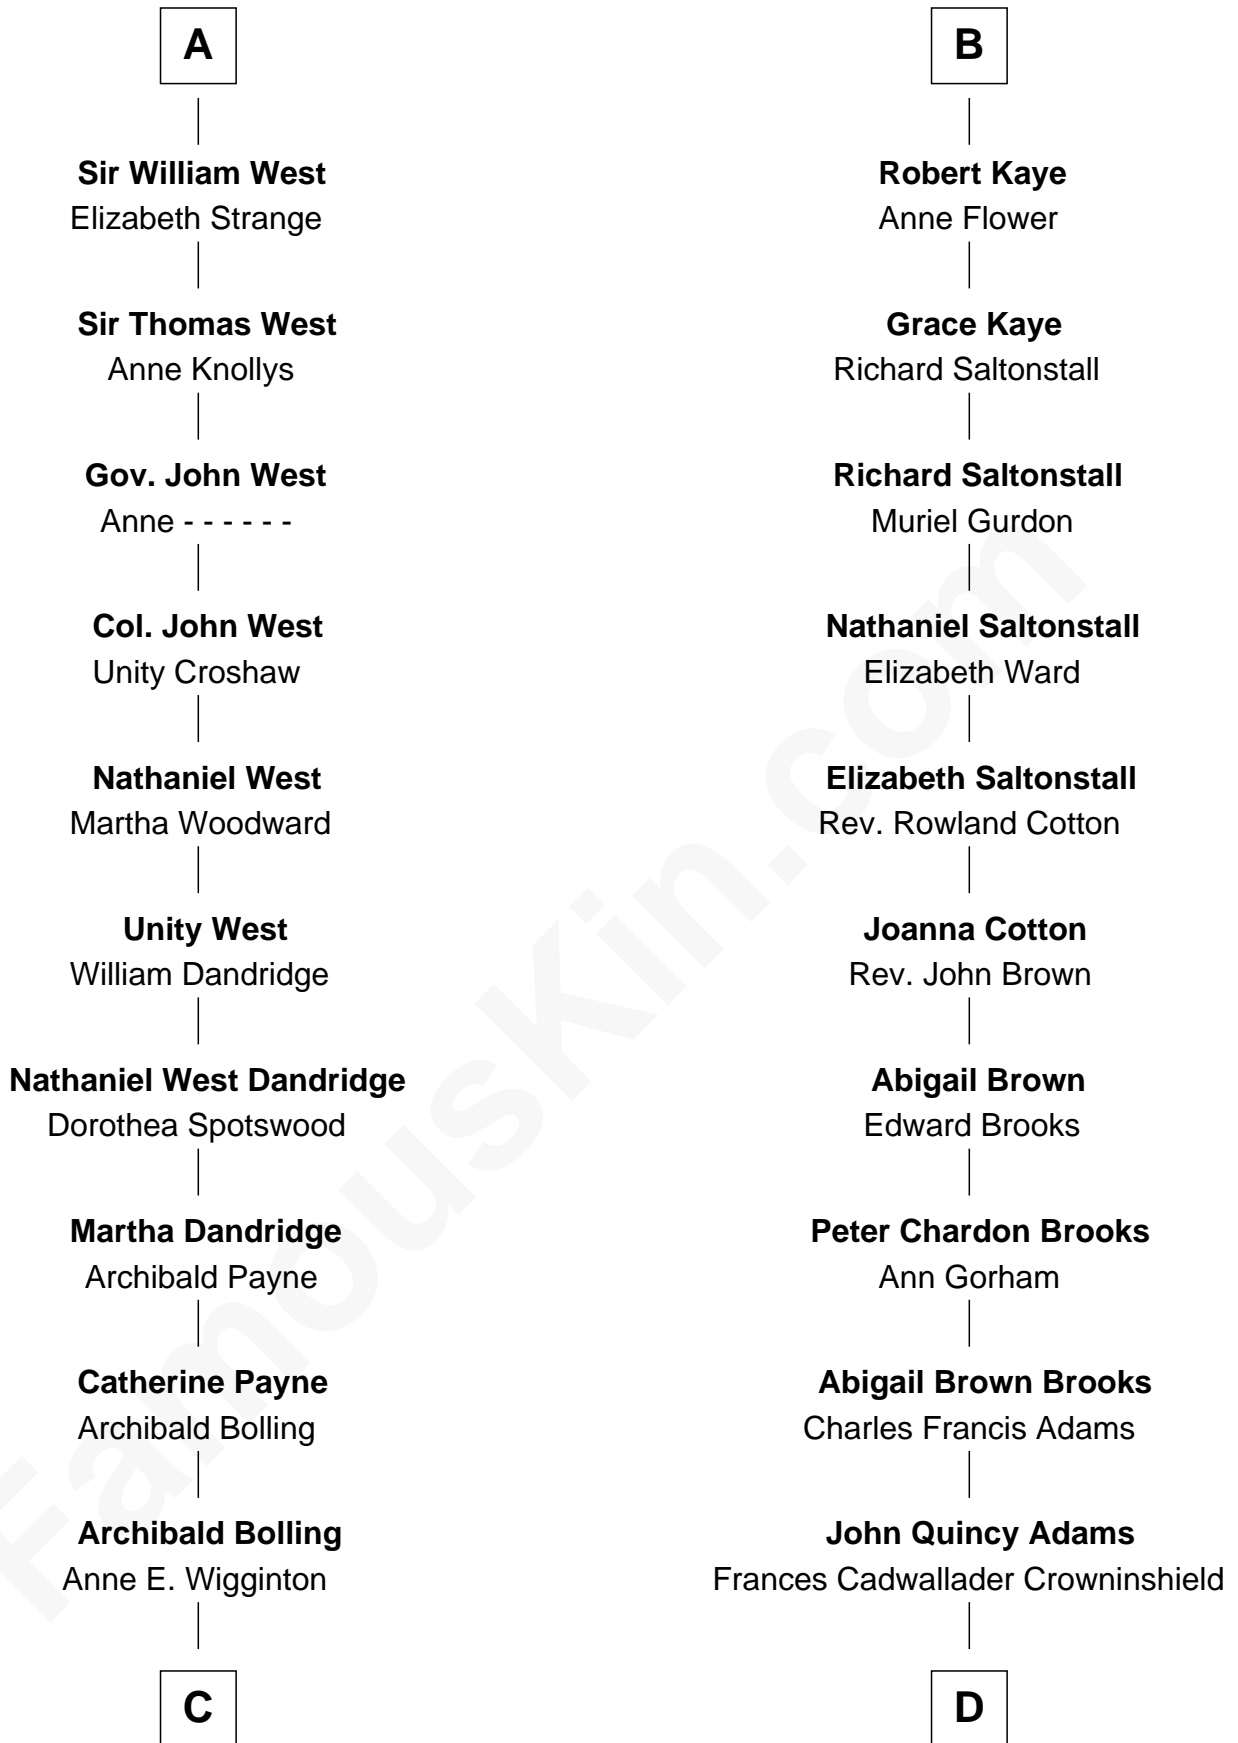 A
Sir William West
Elizabeth Strange
Sir Thomas West
Anne Knollys
Gov. John West
Anne - - - - - -
Col. John West
Unity Croshaw
Nathaniel West
Martha Woodward
Unity West
William Dandridge
Nathaniel West Dandridge
Dorothea Spotswood
Martha Dandridge
Archibald Payne
Catherine Payne
Archibald Bolling
Archibald Bolling
Anne E. Wigginton
C
B
Robert Kaye
Anne Flower
Grace Kaye
Richard Saltonstall
Richard Saltonstall
Muriel Gurdon
Nathaniel Saltonstall
Elizabeth Ward
Elizabeth Saltonstall
Rev. Rowland Cotton
Joanna Cotton
Rev. John Brown
Abigail Brown
Edward Brooks
Peter Chardon Brooks
Ann Gorham
Abigail Brown Brooks
Charles Francis Adams
John Quincy Adams
Frances Cadwallader Crowninshield
D
FamousKin.com